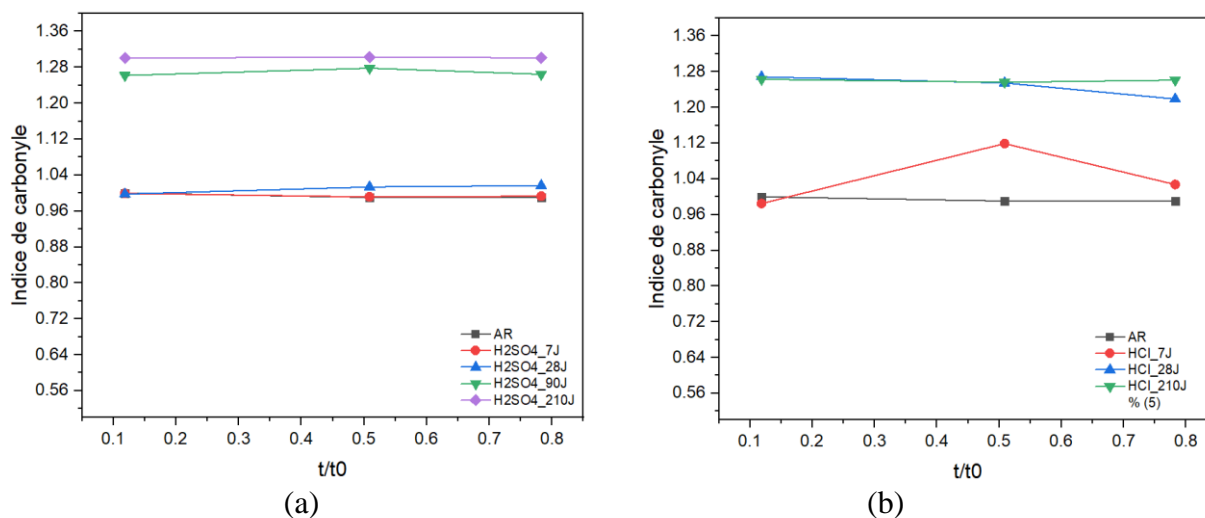 1.36
1.28
1.20
1.12
1.04
0.96
0.88
0.80
0.72
0.64
0.56
Indice de carbonyle
0.1 0.2 0.3 0.4 0.5 0.6 0.7 0.8
t/t0
AR
H2SO4_7J
H2SO4_28J
H2SO4_90J
H2SO4_210J
(a)
1.36
1.28
1.20
1.12
1.04
0.96
0.88
0.80
0.72
0.64
0.56
Indice de carbonyle
0.1 0.2 0.3 0.4 0.5 0.6 0.7 0.8
t/t0
AR
HCl_7J
HCl_28J
HCl_210J
% (5)
(b)